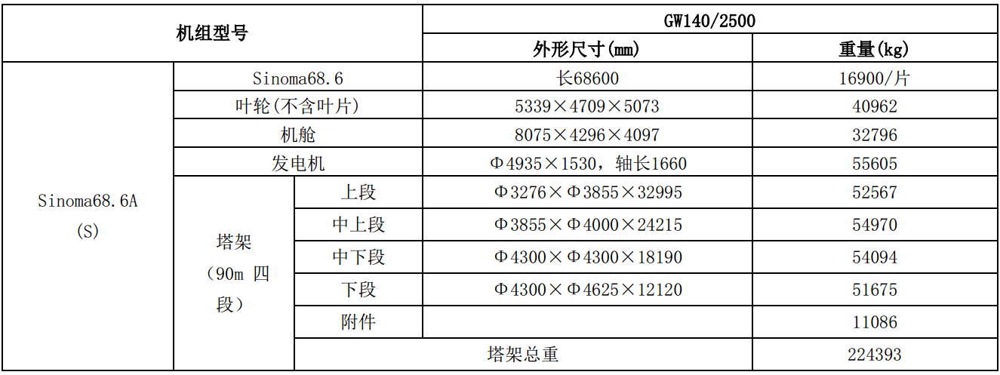 机组型号
GW140/2500
外形尺寸(mm)
重量(kg)
Sinoma68.6A
(S)
Sinoma68.6
长68600
16900/片
叶轮(不含叶片)
5339×4709×5073
40962
机舱
8075×4296×4097
32796
发电机
Φ4935×1530，轴长1660
55605
塔架
（90m 四
段）
上段
Φ3276×Φ3855×32995
52567
中上段
Φ3855×Φ4000×24215
54970
中下段
Φ4300×Φ4300×18190
54094
下段
Φ4300×Φ4625×12120
51675
附件
11086
塔架总重
224393